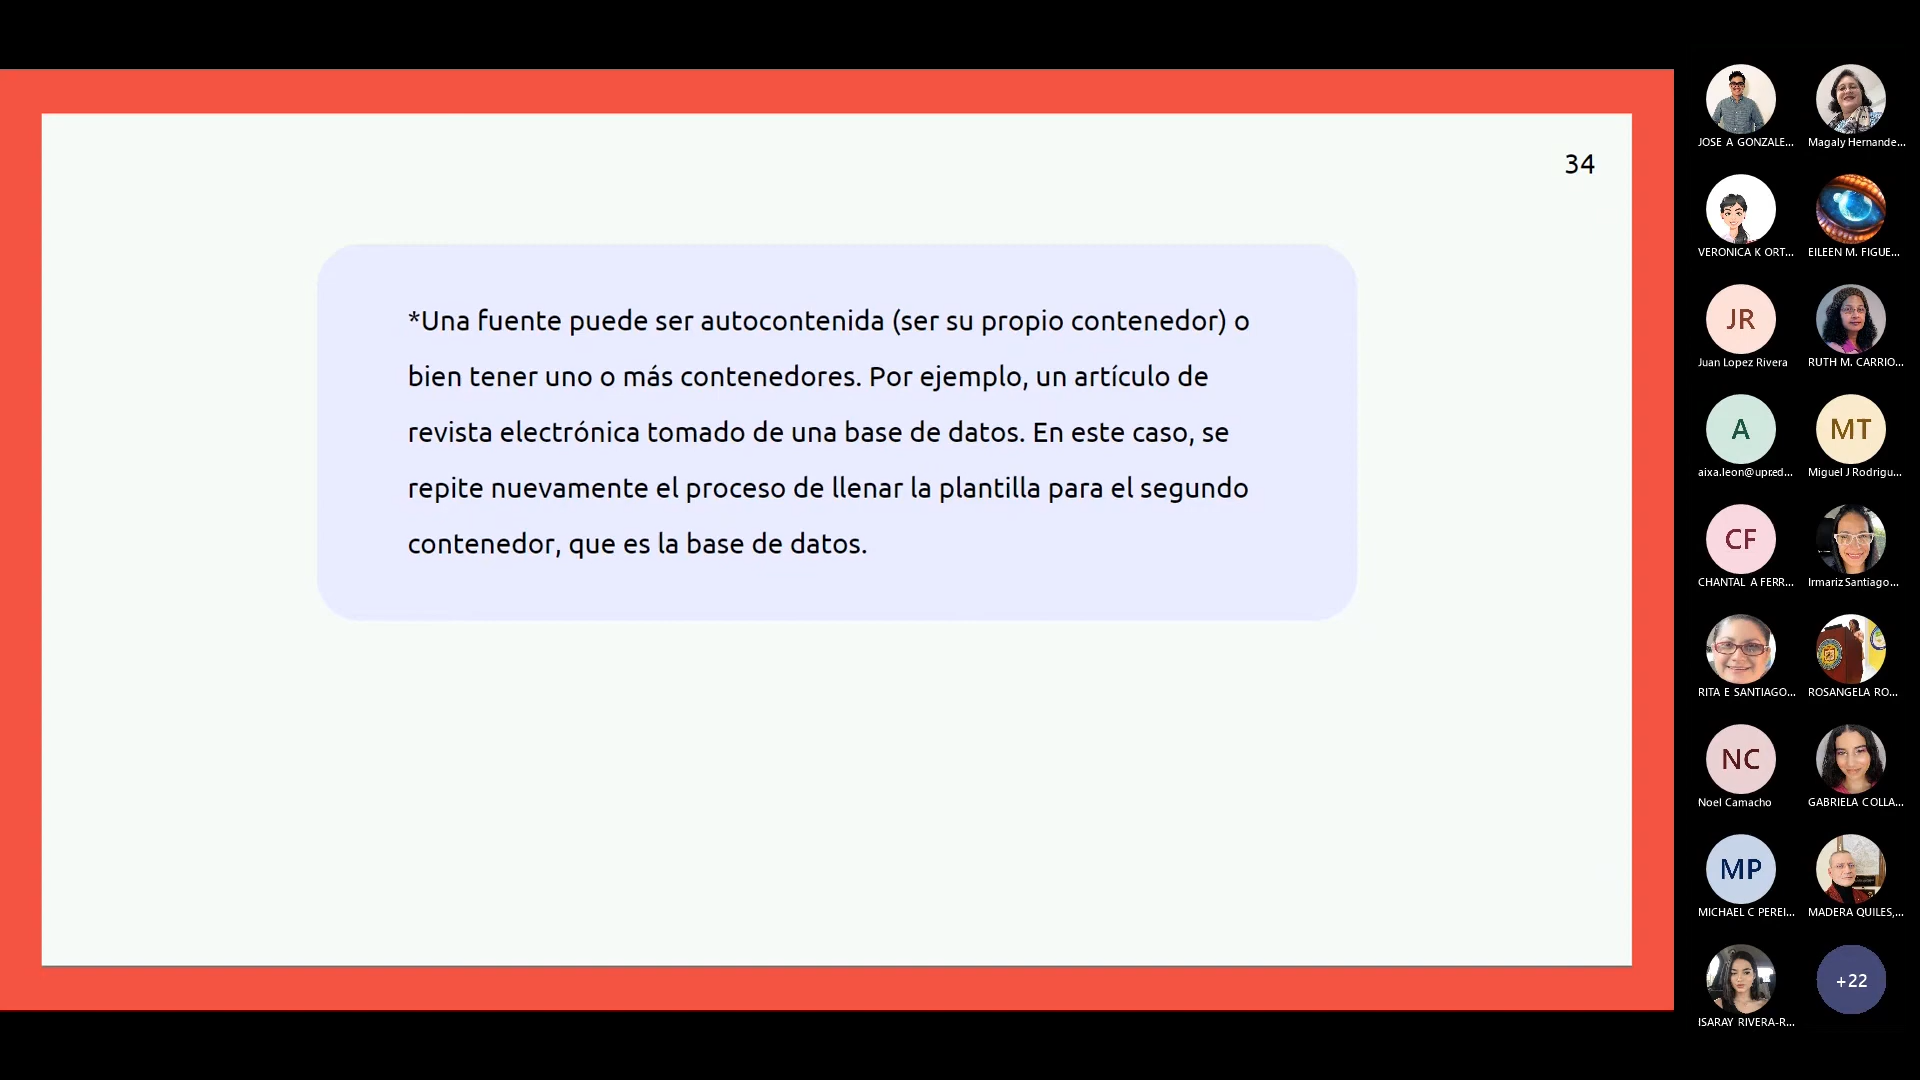 34
*Una fuente puede ser autocontenida (ser su propio contenedor) o
bien tener uno o más contenedores. Por ejemplo, un artículo de
revista electrónica tomado de una base de datos. En este caso, se
repite nuevamente el proceso de llenar la plantilla para el segundo
contenedor, que es la base de datos.
JOSE A GONZALE...
Magaly Hernande...
VERONICA K ORT...
EILEEN M. FIGUE...
JR
Juan Lopez Rivera
RUTH M. CARRIO...
A
aixa.leon@upr.ed...
MT
Miguel J Rodrigu...
CF
CHANTAL A FERR...
Irmariz Santiago...
RITA E SANTIAGO...
ROSANGELA RO...
NC
Noel Camacho
GABRIELA COLLA...
MP
MICHAEL C PEREI...
MADERA QUILES,...
ISARAY RIVERA-R...
+22